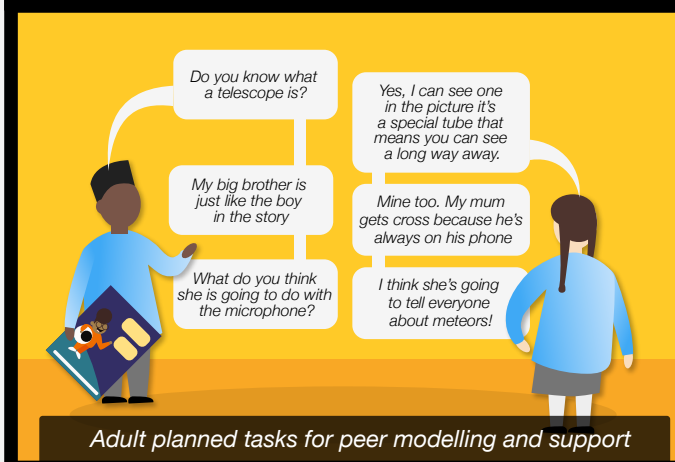 Do you know what
a telescope is?
Yes, I can see one
in the picture it's
a special tube that
means you can see
a long way away.
My big brother is
just like the boy
in the story
Mine too. My mum
gets cross because he's
always on his phone
What do you think
she is going to do with
the microphone?
I think she's going
to tell everyone
about meteors!
Adult planned tasks for peer modelling and support